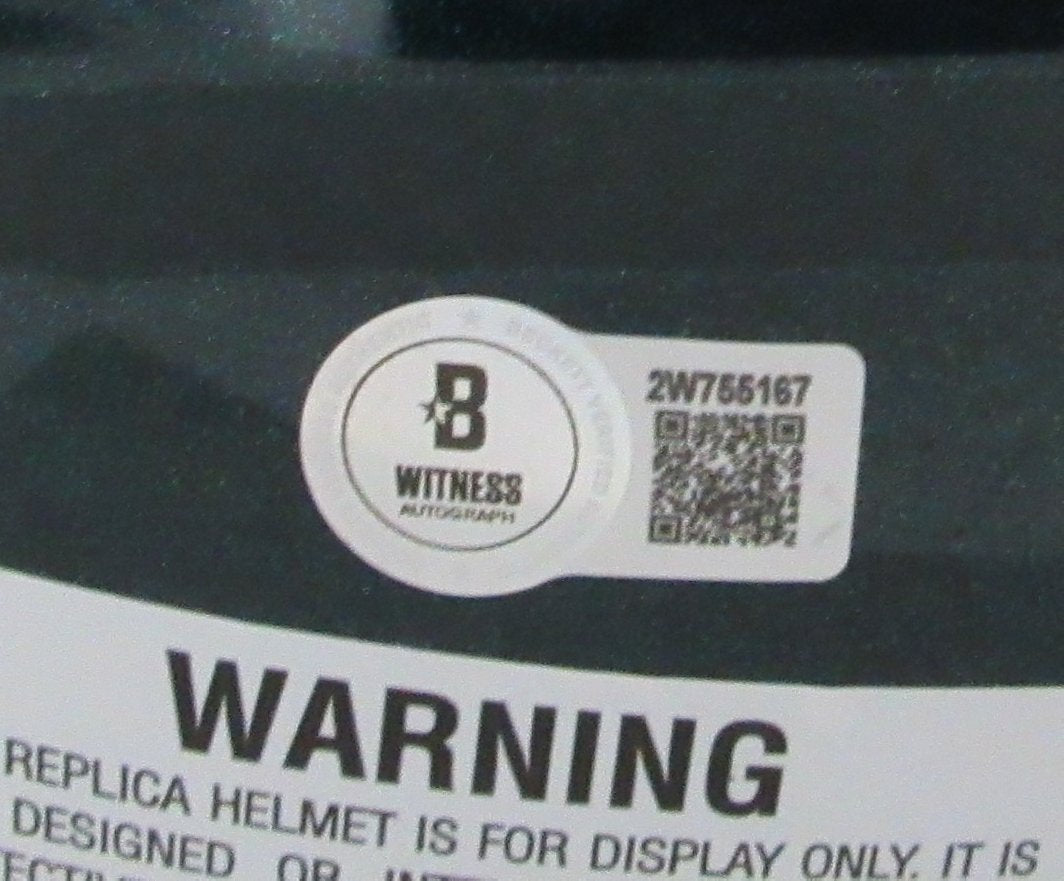 B
WITNESS
AUTOGRAPH
2W755167
WARNING
REPLICA HELMET IS FOR DISPLAY ONLY. IT IS
DESIGNED OR